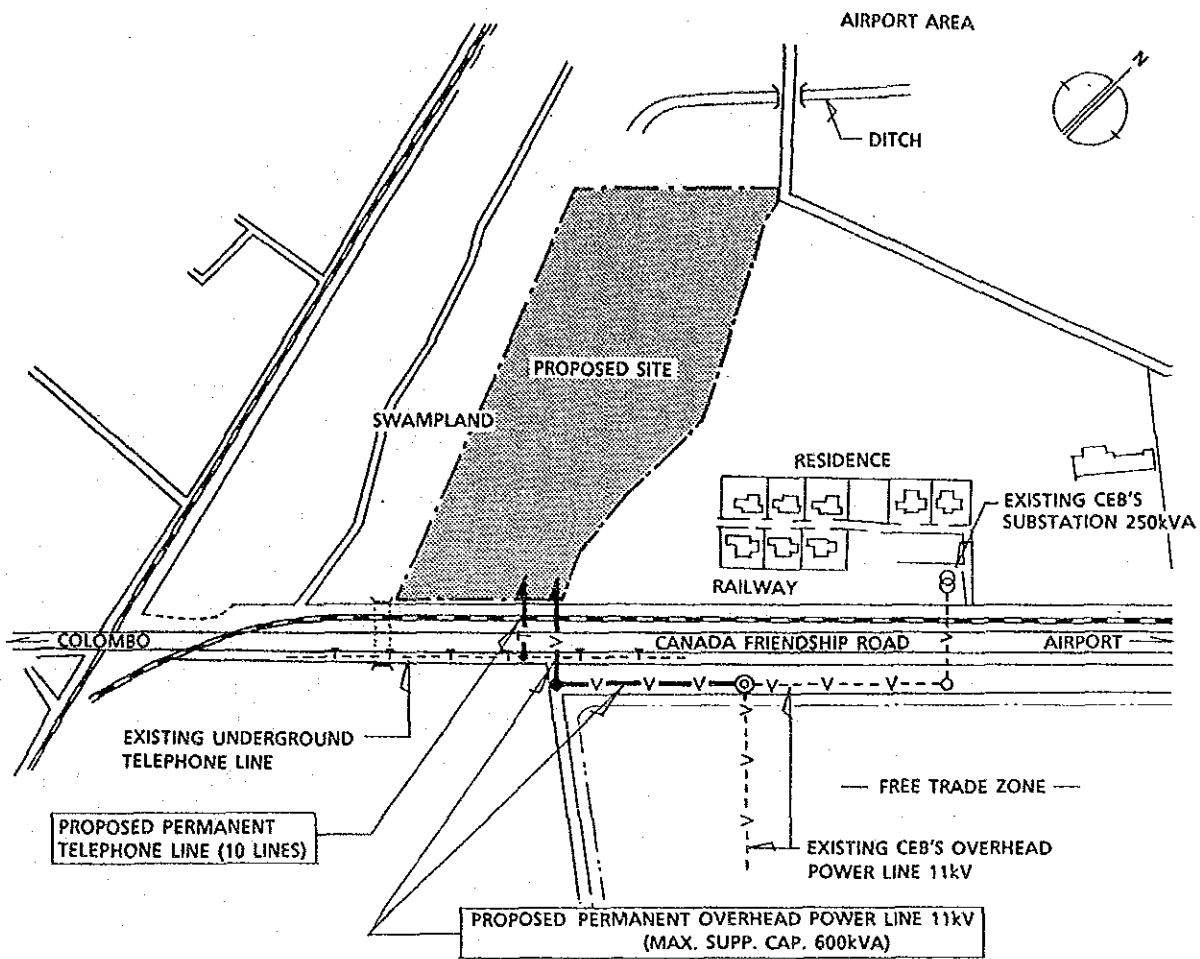 AIRPORT AREA
N
DITCH
PROPOSED SITE
SWAMPLAND
RESIDENCE
EXISTING CEB'S
SUBSTATION 250kVA
RAILWAY
COLOMBO
CANADA FRIENDSHIP ROAD
AIRPORT
EXISTING UNDERGROUND
TELEPHONE LINE
FREE TRADE ZONE
PROPOSED PERMANENT
TELEPHONE LINE (10 LINES)
EXISTING CEB'S OVERHEAD
POWER LINE 11kV
PROPOSED PERMANENT OVERHEAD POWER LINE 11kV
(MAX. SUPP. CAP. 600kVA)